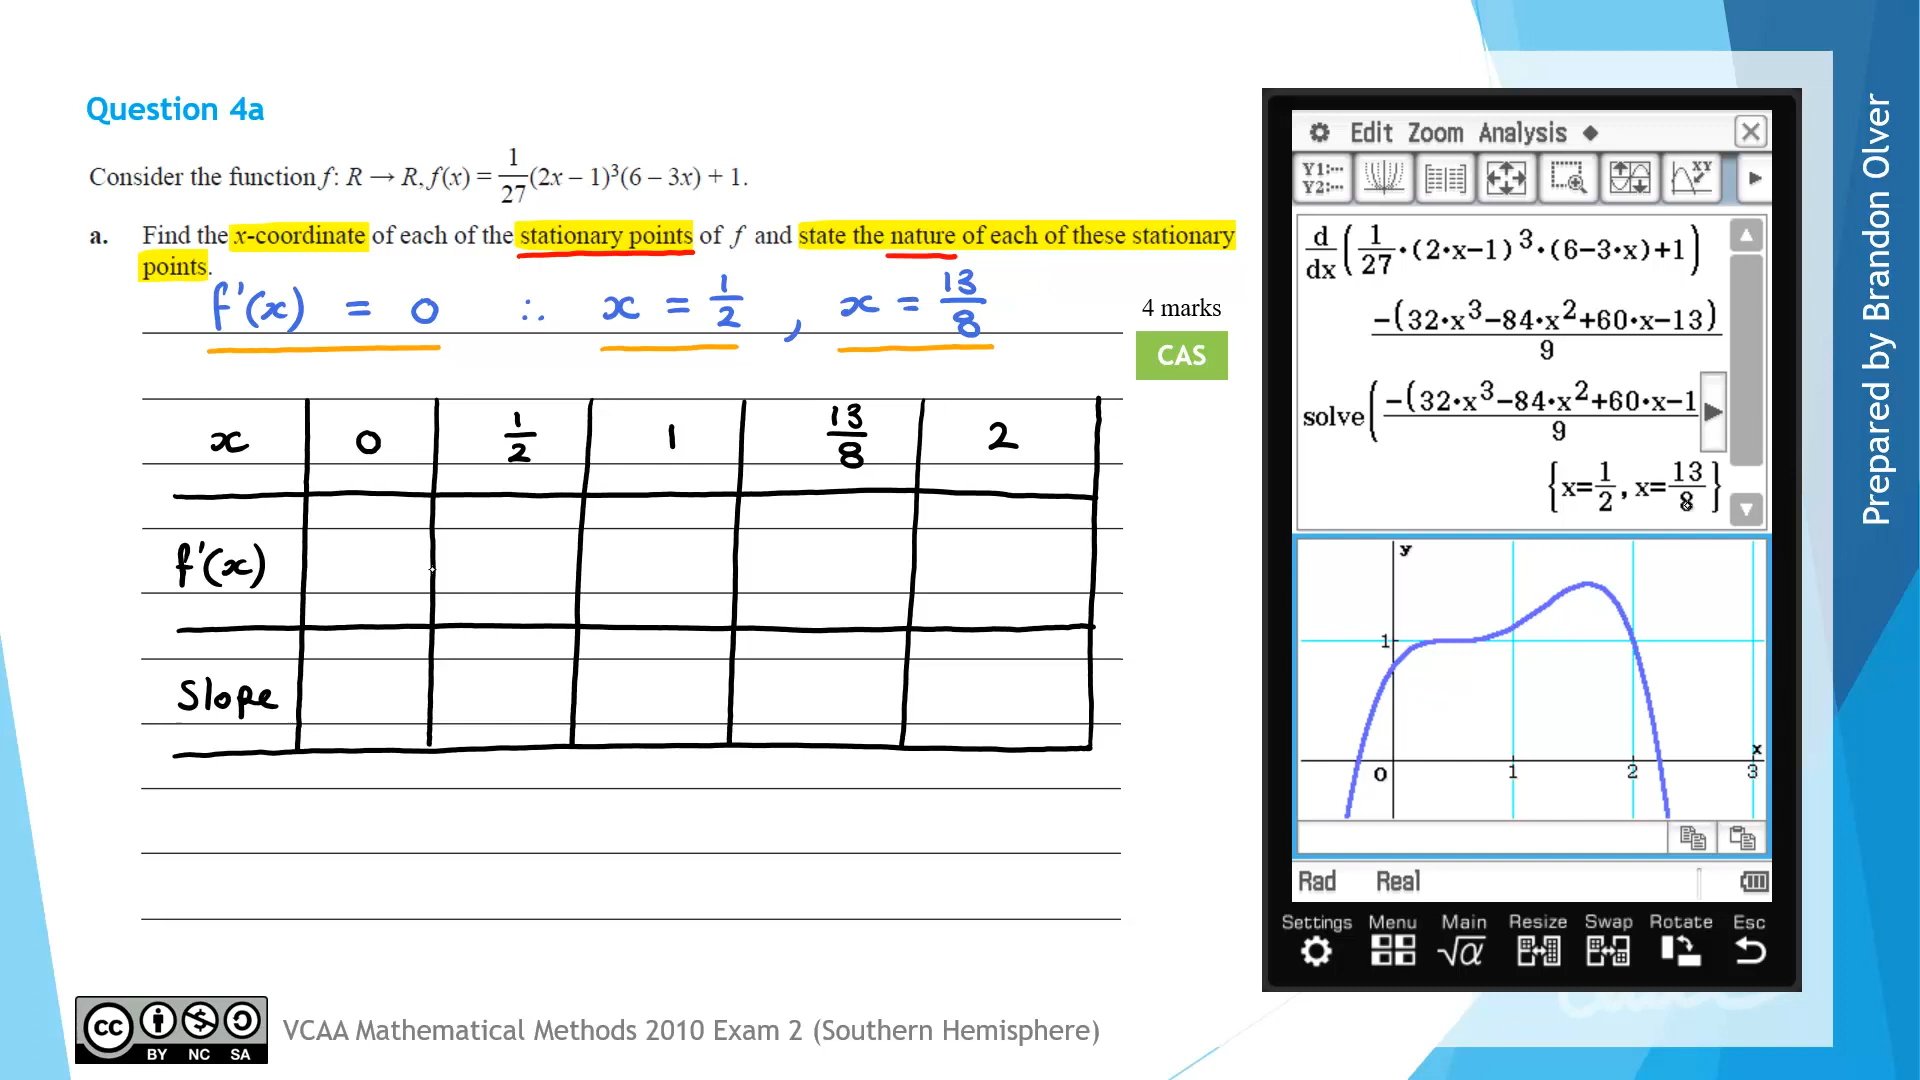 Question 4a
Consider the function f: R → R, f(x) = 1/27 (2x – 1)³(6 – 3x) + 1.
a. Find the x-coordinate of each of the stationary points of f and state the nature of each of these stationary
points.
f'(x) = 0 ∴ x = 1/2 , x = 13/8
4 marks
CAS
x 0 1/2 1 13/8 2
f'(x)
Slope
Edit Zoom Analysis
Y1:···
Y2:···
XY
d/dx(1/27·(2·x−1)³·(6−3·x)+1)
−(32·x³−84·x²+60·x−13)/9
solve(−(32·x³−84·x²+60·x−1/9
{x=1/2, x=13/8}
y
1
x
0 1 2 3
Rad Real
Settings Menu Main Resize Swap Rotate Esc
√α
Prepared by Brandon Olver
cc
BY NC SA
VCAA Mathematical Methods 2010 Exam 2 (Southern Hemisphere)